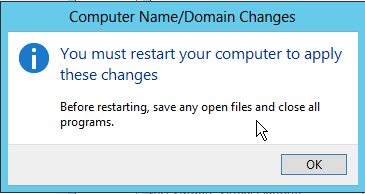 Computer Name/Domain Changes
You must restart your computer to apply
these changes
Before restarting, save any open files and close all
programs.
OK